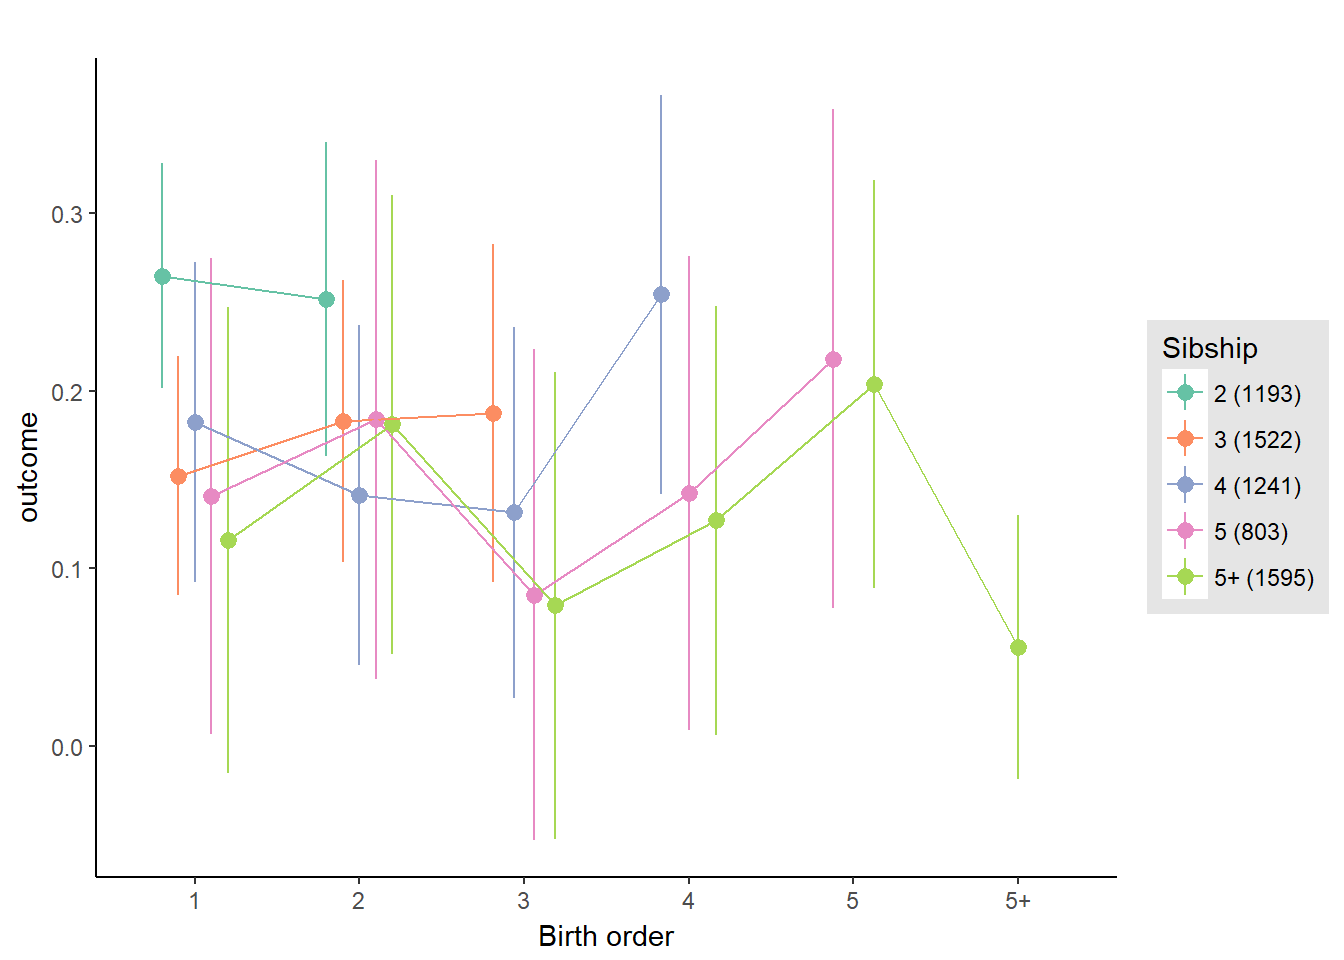 0.3
0.2
0.1
0.0
outcome
1 2 3 4 5 5+
Birth order
Sibship
2 (1193)
3 (1522)
4 (1241)
5 (803)
5+ (1595)